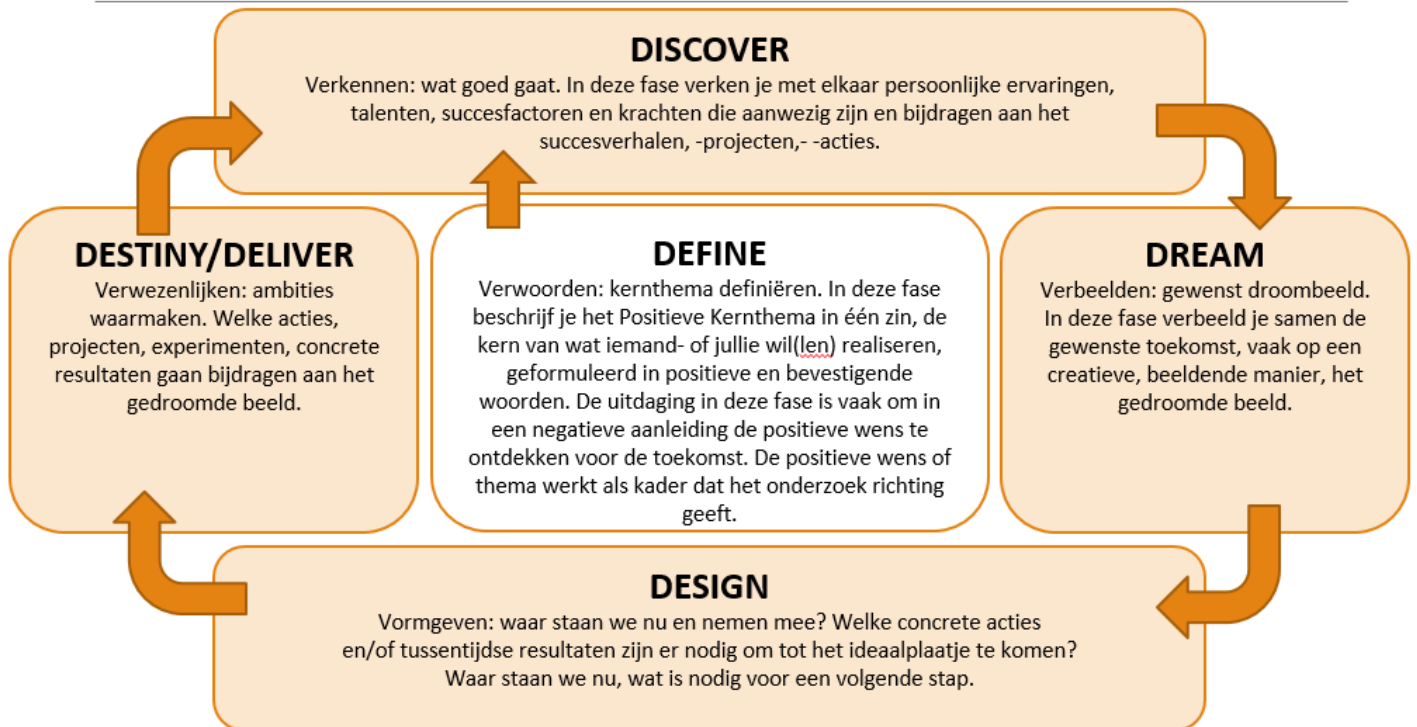 DISCOVER
Verkennen: wat goed gaat. In deze fase verken je met elkaar persoonlijke ervaringen,
talenten, succesfactoren en krachten die aanwezig zijn en bijdragen aan het
succesverhalen, -projecten,- -acties.
DESTINY/DELIVER
Verwezenlijken: ambities
waarmaken. Welke acties,
projecten, experimenten, concrete
resultaten gaan bijdragen aan het
gedroomde beeld.
DEFINE
Verwoorden: kernthema definiëren. In deze fase
beschrijf je het Positieve Kernthema in één zin, de
kern van wat iemand- of jullie wil(len) realiseren,
geformuleerd in positieve en bevestigende
woorden. De uitdaging in deze fase is vaak om in
een negatieve aanleiding de positieve wens te
ontdekken voor de toekomst. De positieve wens of
thema werkt als kader dat het onderzoek richting
geeft.
DREAM
Verbeelden: gewenst droombeeld.
In deze fase verbeeld je samen de
gewenste toekomst, vaak op een
creatieve, beeldende manier, het
gedroomde beeld.
DESIGN
Vormgeven: waar staan we nu en nemen mee? Welke concrete acties
en/of tussentijdse resultaten zijn er nodig om tot het ideaalplaatje te komen?
Waar staan we nu, wat is nodig voor een volgende stap.